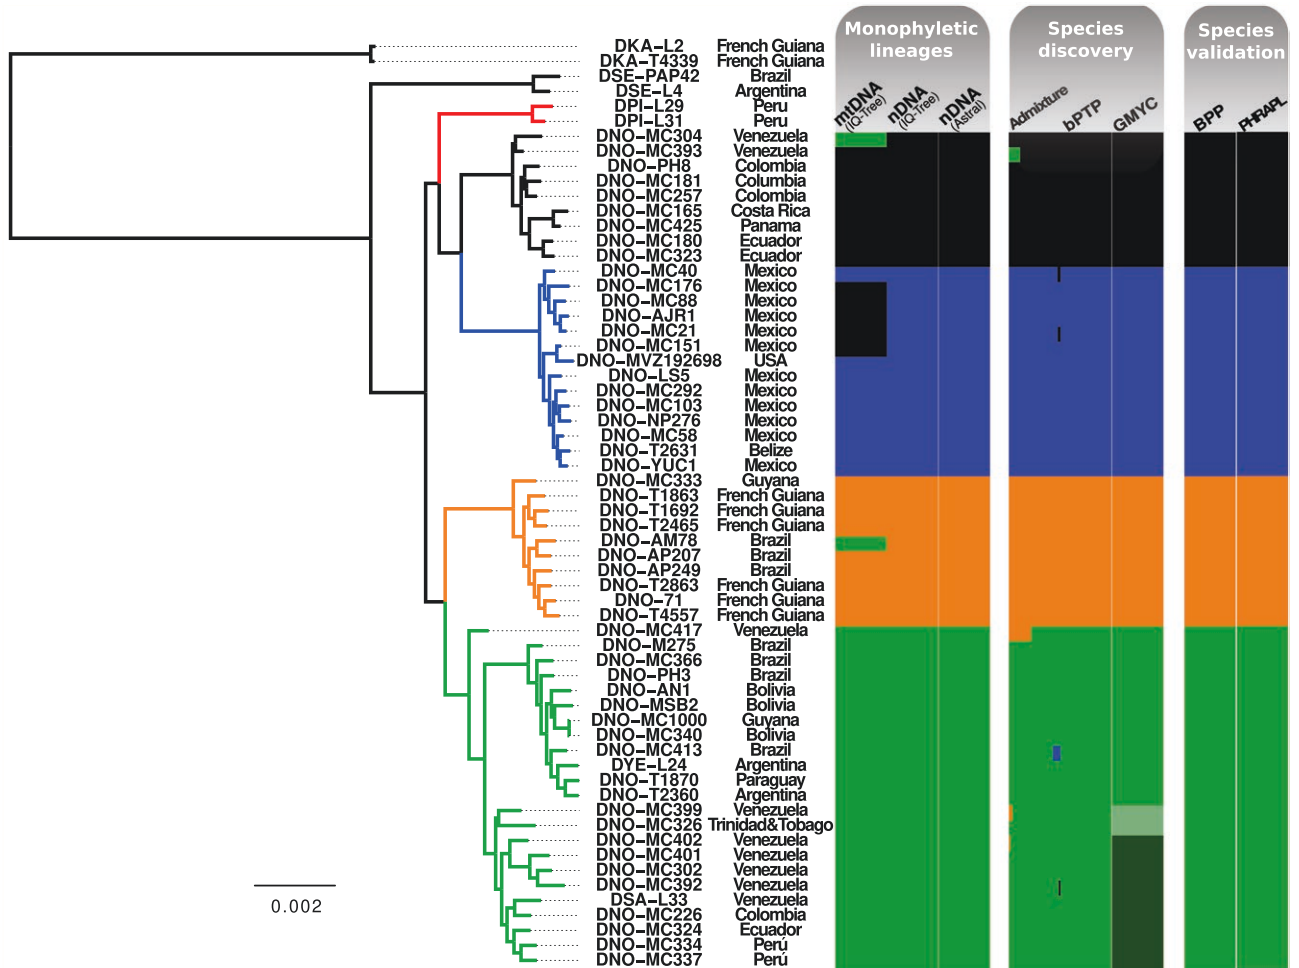 Monophyletic
lineages
Species
discovery
Species
validation
mtDNA
(IQ-Tree)
nDNA
(IQ-Tree)
nDNA
(Astral)
Admixture
bPTP
GMYC
BPP
PHRAPL
DKA-L2 French Guiana
DKA-T4339 French Guiana
DSE-PAP42 Brazil
DSE-L4 Argentina
DPI-L29 Peru
DPI-L31 Peru
DNO-MC304 Venezuela
DNO-MC393 Venezuela
DNO-PH8 Colombia
DNO-MC181 Columbia
DNO-MC257 Colombia
DNO-MC165 Costa Rica
DNO-MC425 Panama
DNO-MC180 Ecuador
DNO-MC323 Ecuador
DNO-MC40 Mexico
DNO-MC176 Mexico
DNO-MC88 Mexico
DNO-AJR1 Mexico
DNO-MC21 Mexico
DNO-MC151 Mexico
DNO-MVZ192698 USA
DNO-LS5 Mexico
DNO-MC292 Mexico
DNO-MC103 Mexico
DNO-NP276 Mexico
DNO-MC58 Mexico
DNO-T2631 Belize
DNO-YUC1 Mexico
DNO-MC333 Guyana
DNO-T1863 French Guiana
DNO-T1692 French Guiana
DNO-T2465 French Guiana
DNO-AM78 Brazil
DNO-AP207 Brazil
DNO-AP249 Brazil
DNO-T2863 French Guiana
DNO-71 French Guiana
DNO-T4557 French Guiana
DNO-MC417 Venezuela
DNO-M275 Brazil
DNO-MC366 Brazil
DNO-PH3 Brazil
DNO-AN1 Bolivia
DNO-MSB2 Bolivia
DNO-MC1000 Guyana
DNO-MC340 Bolivia
DNO-MC413 Brazil
DYE-L24 Argentina
DNO-T1870 Paraguay
DNO-T2360 Argentina
DNO-MC399 Venezuela
DNO-MC326 Trinidad&Tobago
DNO-MC402 Venezuela
DNO-MC401 Venezuela
DNO-MC302 Venezuela
DNO-MC392 Venezuela
DSA-L33 Venezuela
DNO-MC226 Colombia
DNO-MC324 Ecuador
DNO-MC334 Perú
DNO-MC337 Perú
0.002